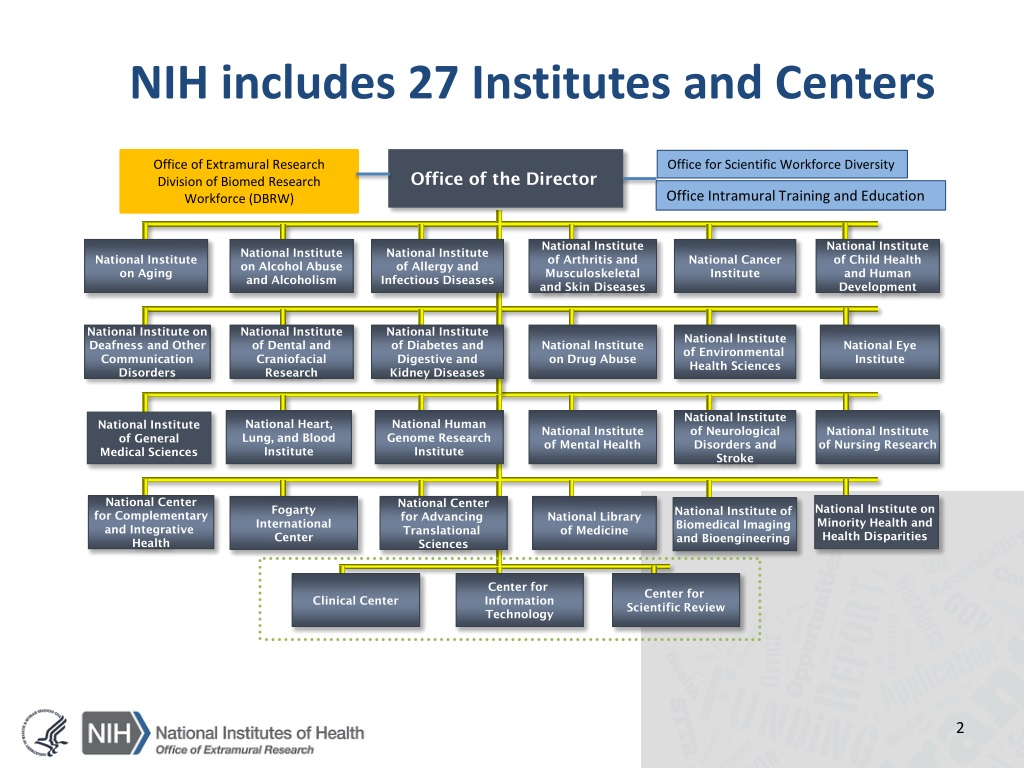 NIH includes 27 Institutes and Centers
Office of Extramural Research
Division of Biomed Research
Workforce (DBRW)
Office of the Director
Office for Scientific Workforce Diversity
Office Intramural Training and Education
National Institute
on Aging
National Institute
on Alcohol Abuse
and Alcoholism
National Institute
of Allergy and
Infectious Diseases
National Institute
of Arthritis and
Musculoskeletal
and Skin Diseases
National Cancer
Institute
National Institute
of Child Health
and Human
Development
National Institute on
Deafness and Other
Communication
Disorders
National Institute
of Dental and
Craniofacial
Research
National Institute
of Diabetes and
Digestive and
Kidney Diseases
National Institute
on Drug Abuse
National Institute
of Environmental
Health Sciences
National Eye
Institute
National Institute
of General
Medical Sciences
National Heart,
Lung, and Blood
Institute
National Human
Genome Research
Institute
National Institute
of Mental Health
National Institute
of Neurological
Disorders and
Stroke
National Institute
of Nursing Research
National Center
for Complementary
and Integrative
Health
Fogarty
International
Center
National Center
for Advancing
Translational
Sciences
National Library
of Medicine
National Institute of
Biomedical Imaging
and Bioengineering
National Institute on
Minority Health and
Health Disparities
Clinical Center
Center for
Information
Technology
Center for
Scientific Review
NIH
National Institutes of Health
Office of Extramural Research
2